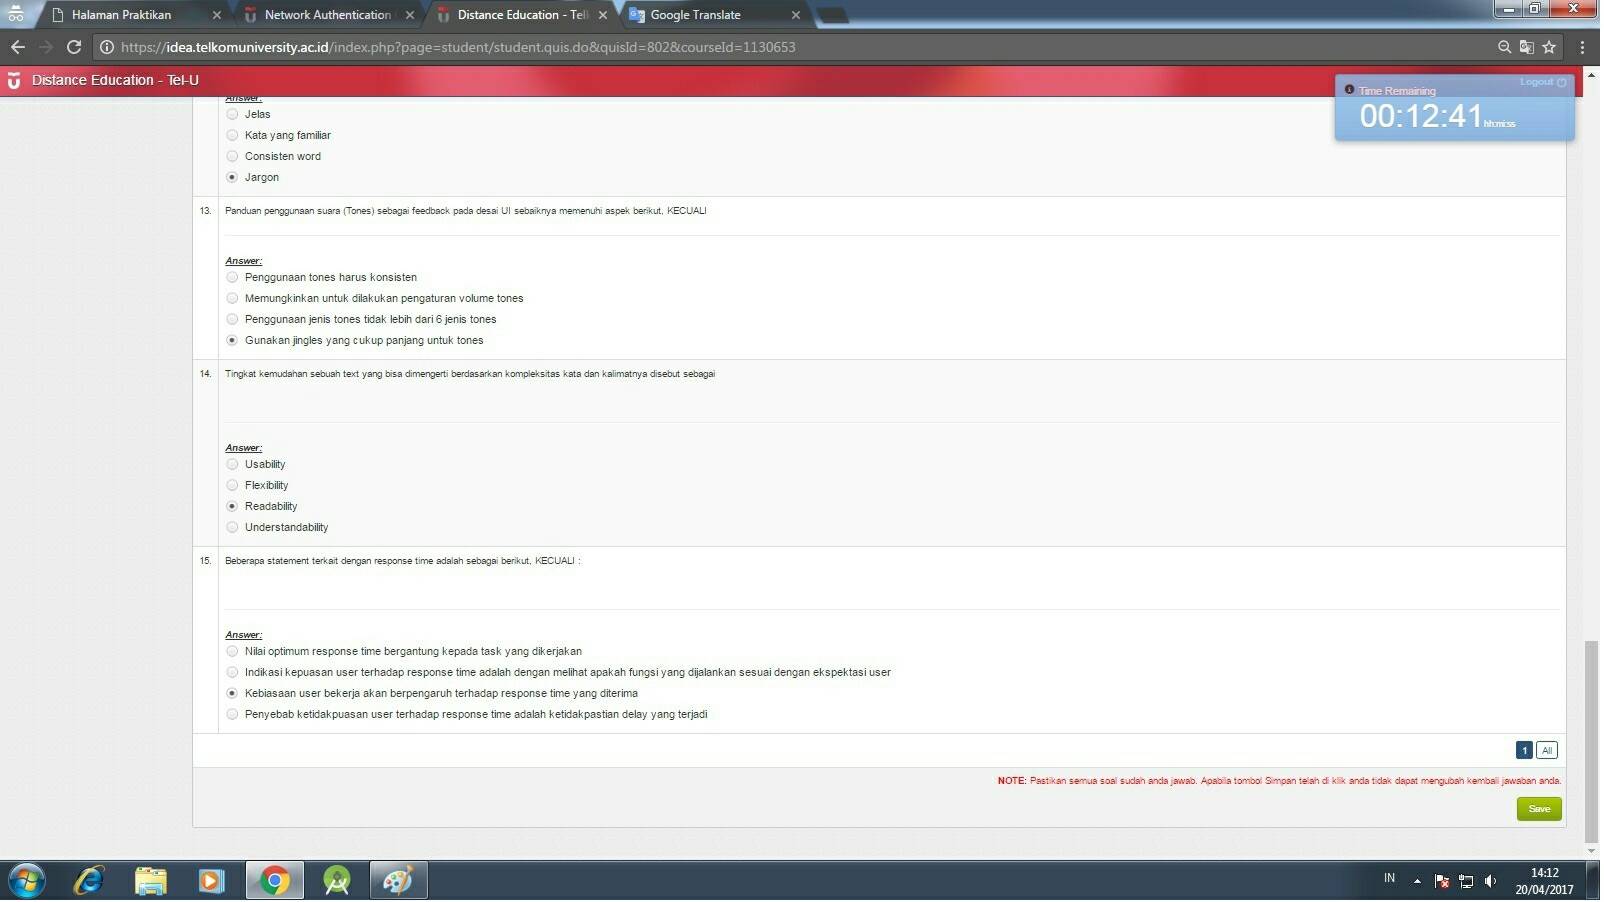 Halaman Praktikan
Network Authentication
Distance Education - Tel
Google Translate
https://idea.telkomuniversity.ac.id/index.php?page=student/student.quis.do&quisId=802&courseId=1130653
Distance Education - Tel-U
Logout
Time Remaining
00:12:41 hh:mi:ss
Answer:
Jelas
Kata yang familiar
Consisten word
Jargon
13. Panduan penggunaan suara (Tones) sebagai feedback pada desai UI sebaiknya memenuhi aspek berikut, KECUALI
Answer:
Penggunaan tones harus konsisten
Memungkinkan untuk dilakukan pengaturan volume tones
Penggunaan jenis tones tidak lebih dari 6 jenis tones
Gunakan jingles yang cukup panjang untuk tones
14. Tingkat kemudahan sebuah text yang bisa dimengerti berdasarkan kompleksitas kata dan kalimatnya disebut sebagai
Answer:
Usability
Flexibility
Readability
Understandability
15. Beberapa statement terkait dengan response time adalah sebagai berikut, KECUALI :
Answer:
Nilai optimum response time bergantung kepada task yang dikerjakan
Indikasi kepuasan user terhadap response time adalah dengan melihat apakah fungsi yang dijalankan sesuai dengan ekspektasi user
Kebiasaan user bekerja akan berpengaruh terhadap response time yang diterima
Penyebab ketidakpuasan user terhadap response time adalah ketidakpastian delay yang terjadi
1 All
NOTE: Pastikan semua soal sudah anda jawab. Apabila tombol Simpan telah di klik anda tidak dapat mengubah kembali jawaban anda.
Save
IN
14:12
20/04/2017